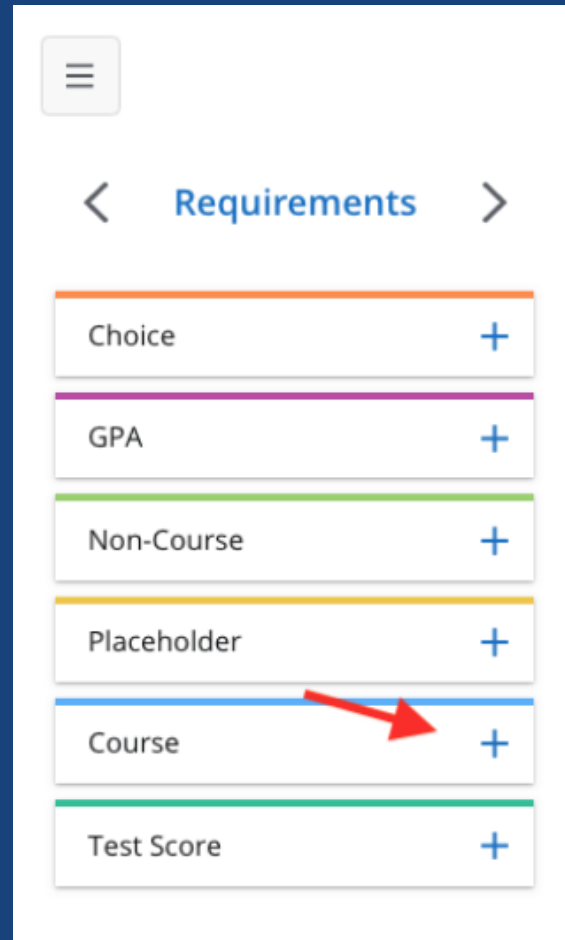 Requirements
Choice
GPA
Non-Course
Placeholder
Course
Test Score